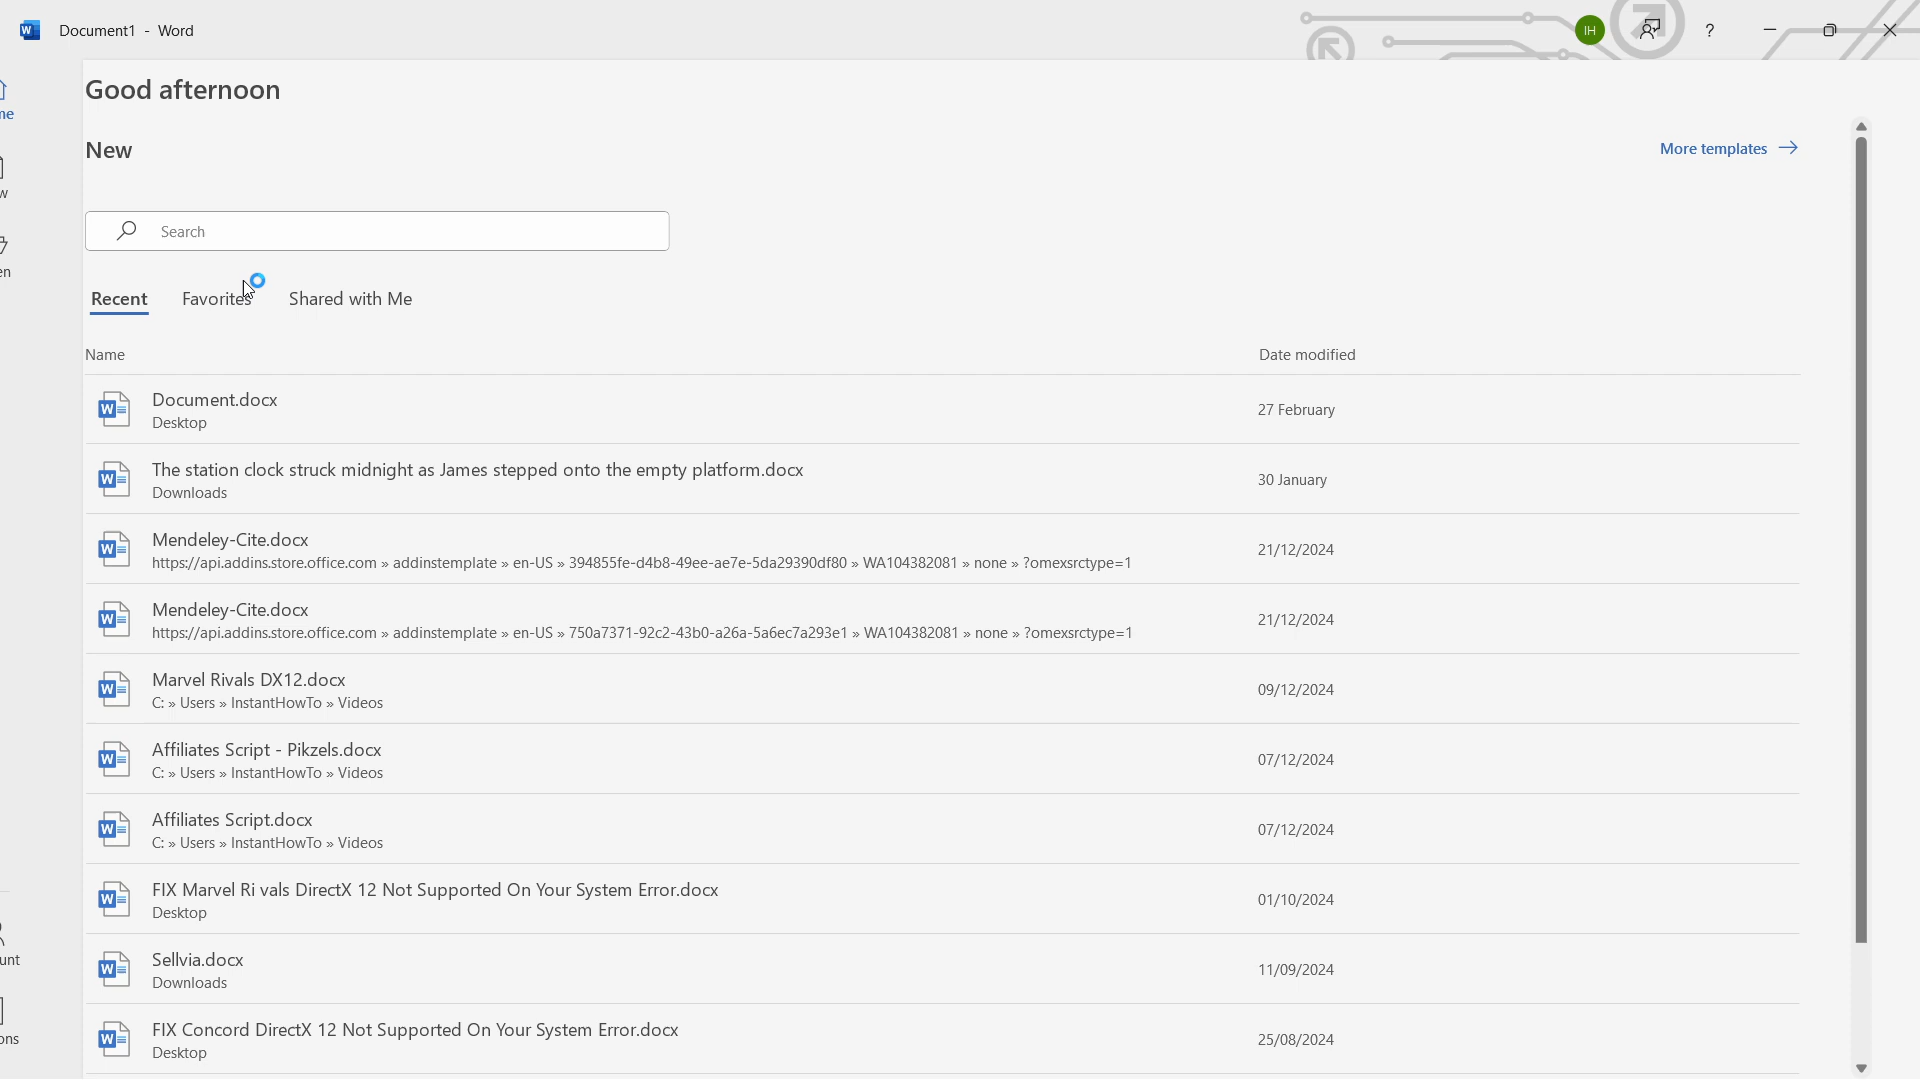 W Document1 - Word
IH
?
Good afternoon
me
New
More templates
w
Search
en
Recent Favorites Shared with Me
Name Date modified
Document.docx
Desktop
27 February
The station clock struck midnight as James stepped onto the empty platform.docx
Downloads
30 January
Mendeley-Cite.docx
https://api.addins.store.office.com » addinstemplate » en-US » 394855fe-d4b8-49ee-ae7e-5da29390df80 » WA104382081 » none » ?omexsrctype=1
21/12/2024
Mendeley-Cite.docx
https://api.addins.store.office.com » addinstemplate » en-US » 750a7371-92c2-43b0-a26a-5a6ec7a293e1 » WA104382081 » none » ?omexsrctype=1
21/12/2024
Marvel Rivals DX12.docx
C: » Users » InstantHowTo » Videos
09/12/2024
Affiliates Script - Pikzels.docx
C: » Users » InstantHowTo » Videos
07/12/2024
Affiliates Script.docx
C: » Users » InstantHowTo » Videos
07/12/2024
FIX Marvel Ri vals DirectX 12 Not Supported On Your System Error.docx
Desktop
01/10/2024
unt
Sellvia.docx
Downloads
11/09/2024
ons
FIX Concord DirectX 12 Not Supported On Your System Error.docx
Desktop
25/08/2024